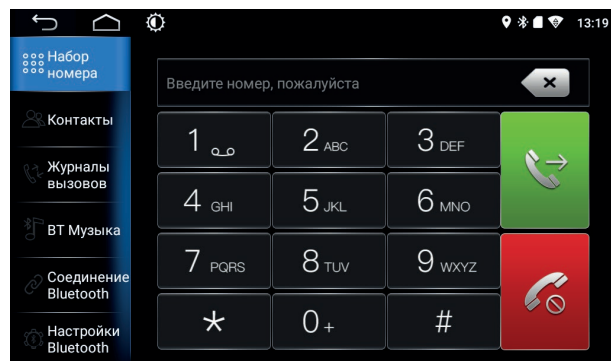 13:19
Набор
номера
Введите номер, пожалуйста
Контакты
Журналы
вызовов
ВТ Музыка
Соединение
Bluetooth
Настройки
Bluetooth
1
2 ABC
3 DEF
4 GHI
5 JKL
6 MNO
7 PQRS
8 TUV
9 WXYZ
*
0 +
#